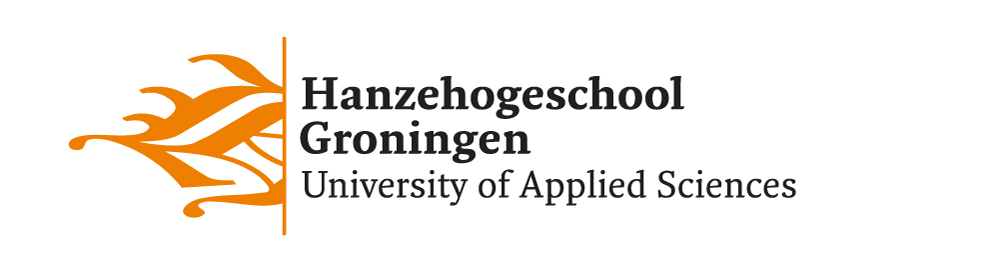 Hanzehogeschool
Groningen
University of Applied Sciences